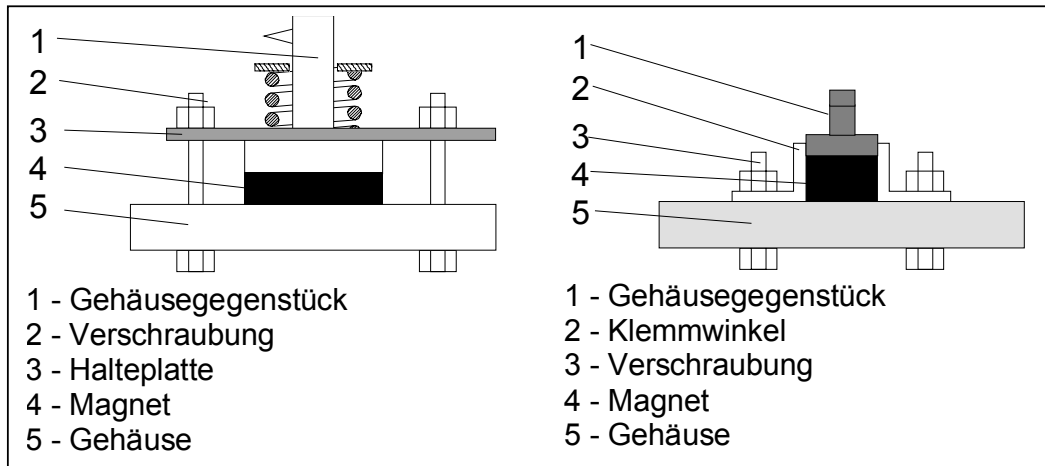 1
2
3
4
5
1 - Gehäusegegenstück
2 - Verschraubung
3 - Halteplatte
4 - Magnet
5 - Gehäuse
1
2
3
4
5
1 - Gehäusegegenstück
2 - Klemmwinkel
3 - Verschraubung
4 - Magnet
5 - Gehäuse